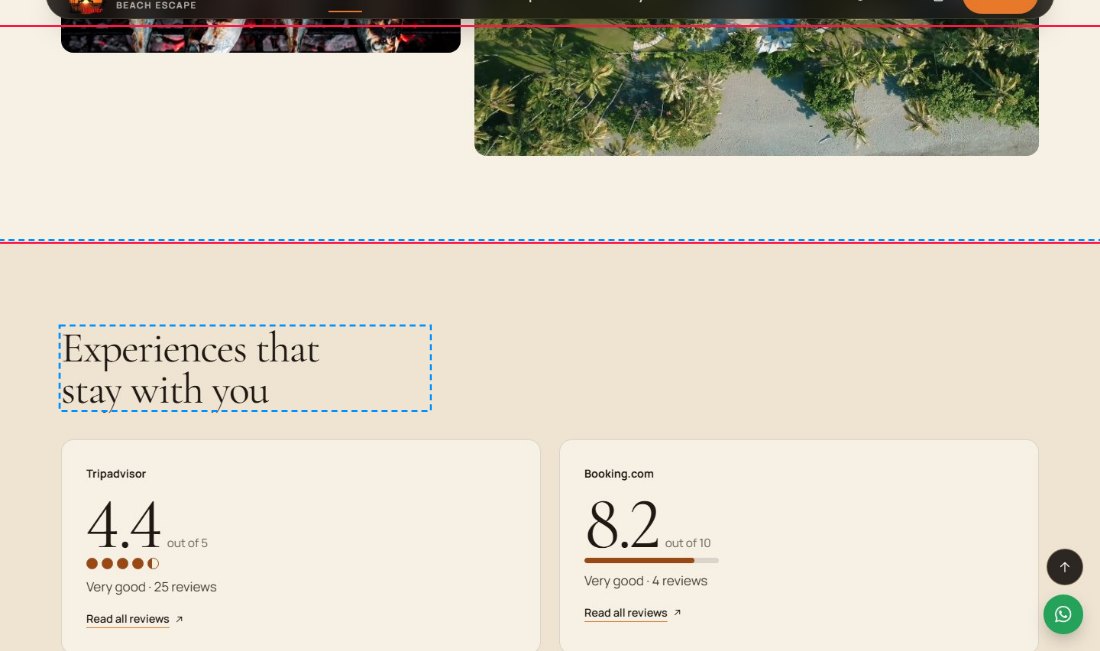 BEACH ESCAPE
Experiences that
stay with you
Tripadvisor
4.4 out of 5
Very good · 25 reviews
Read all reviews ↗
Booking.com
8.2 out of 10
Very good · 4 reviews
Read all reviews ↗